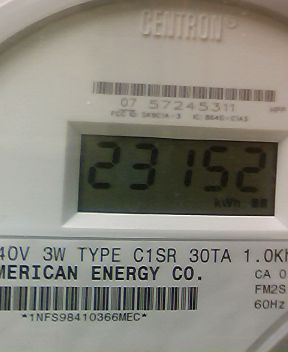 CENTRON®
07 57245311
23152
kWh
40V 3W TYPE C1SR 30TA 1.0Kh
MERICAN ENERGY CO.
CA 0
FM2S
60Hz
*1NFS98410366MEC*